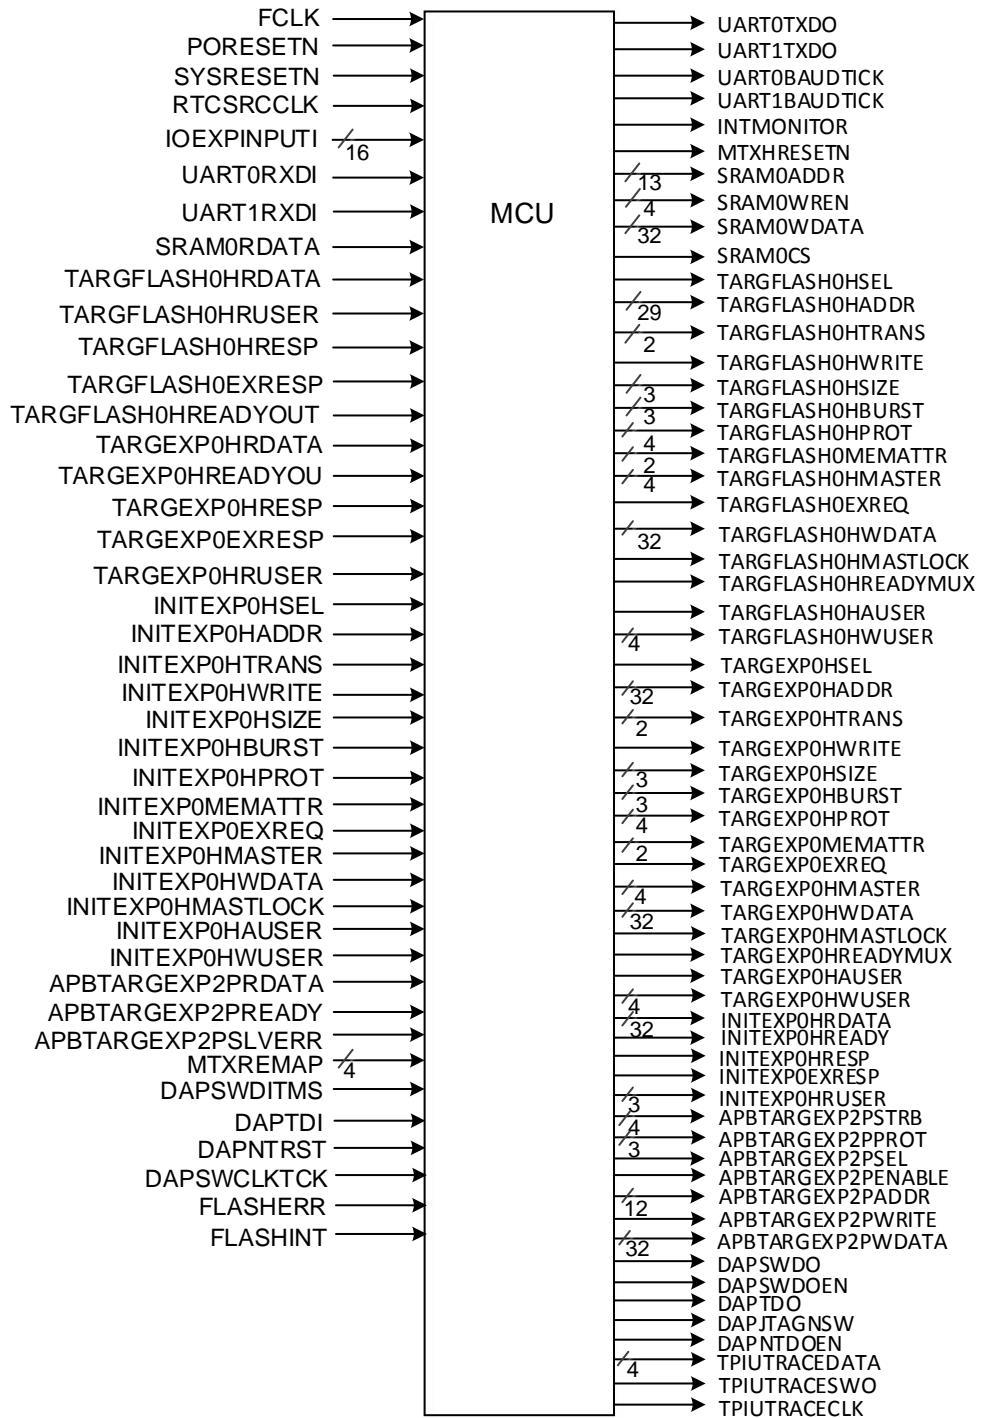 FCLK
PORESETN
SYSRESETN
RTCSRCCLK
IOEXPINPUTI
16
UART0RXDI
UART1RXDI
SRAM0RDATA
TARGFLASH0HRDATA
TARGFLASH0HRUSER
TARGFLASH0HRESP
TARGFLASH0EXRESP
TARGFLASH0HREADYOUT
TARGEXP0HRDATA
TARGEXP0HREADYOU
TARGEXP0HRESP
TARGEXP0EXRESP
TARGEXP0HRUSER
INITEXP0HSEL
INITEXP0HADDR
INITEXP0HTRANS
INITEXP0HWRITE
INITEXP0HSIZE
INITEXP0HBURST
INITEXP0HPROT
INITEXP0MEMATTR
INITEXP0EXREQ
INITEXP0HMASTER
INITEXP0HWDATA
INITEXP0HMASTLOCK
INITEXP0HAUSER
INITEXP0HWUSER
APBTARGEXP2PRDATA
APBTARGEXP2PREADY
APBTARGEXP2PSLVERR
MTXREMAP
4
DAPSWDITMS
DAPTDI
DAPNTRST
DAPSWCLKTCK
FLASHERR
FLASHINT
MCU
UART0TXDO
UART1TXDO
UART0BAUDTICK
UART1BAUDTICK
INTMONITOR
MTXHRESETN
13
SRAM0ADDR
4
SRAM0WREN
32
SRAM0WDATA
SRAM0CS
TARGFLASH0HSEL
29
TARGFLASH0HADDR
2
TARGFLASH0HTRANS
TARGFLASH0HWRITE
3
TARGFLASH0HSIZE
3
TARGFLASH0HBURST
4
TARGFLASH0HPROT
2
TARGFLASH0MEMATTR
4
TARGFLASH0HMASTER
TARGFLASH0EXREQ
32
TARGFLASH0HWDATA
TARGFLASH0HMASTLOCK
TARGFLASH0HREADYMUX
TARGFLASH0HAUSER
4
TARGFLASH0HWUSER
TARGEXP0HSEL
32
TARGEXP0HADDR
2
TARGEXP0HTRANS
TARGEXP0HWRITE
3
TARGEXP0HSIZE
3
TARGEXP0HBURST
4
TARGEXP0HPROT
2
TARGEXP0MEMATTR
TARGEXP0EXREQ
4
TARGEXP0HMASTER
32
TARGEXP0HWDATA
TARGEXP0HMASTLOCK
TARGEXP0HREADYMUX
TARGEXP0HAUSER
4
TARGEXP0HWUSER
32
INITEXP0HRDATA
INITEXP0HREADY
INITEXP0HRESP
INITEXP0EXRESP
3
INITEXP0HRUSER
4
APBTARGEXP2PSTRB
3
APBTARGEXP2PPROT
APBTARGEXP2PSEL
APBTARGEXP2PENABLE
12
APBTARGEXP2PADDR
APBTARGEXP2PWRITE
32
APBTARGEXP2PWDATA
DAPSWDO
DAPSWDOEN
DAPTDO
DAPJTAGNSW
DAPNTDOEN
4
TPIUTRACEDATA
TPIUTRACESWO
TPIUTRACECLK